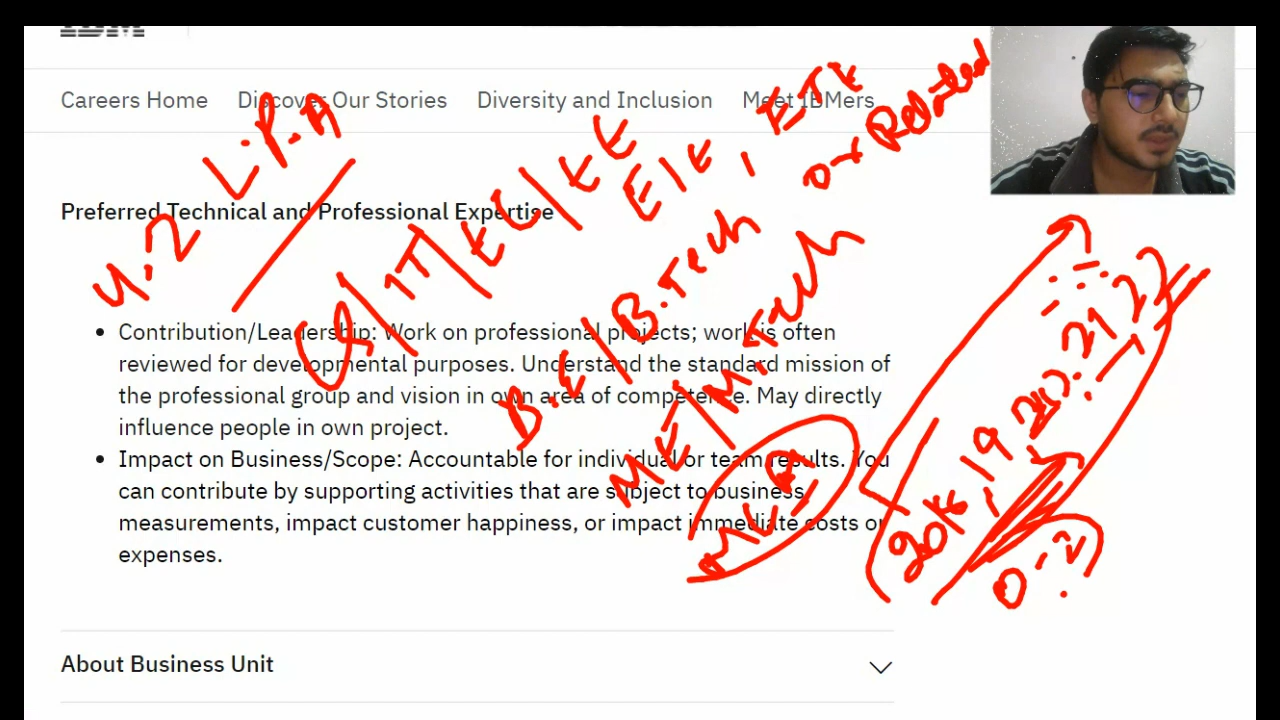 IBM
Careers Home Discover Our Stories Diversity and Inclusion Meet IBMers
Preferred Technical and Professional Expertise
4.2 L.P.A
CS/IT/EC/EE
E/E, ETE
or Related
B.E/B.Tech
ME/M.Tech
MCA
19 20 21 22
Contribution/Leadership: Work on professional projects; work is often
reviewed for developmental purposes. Understand the standard mission of
the professional group and vision in own area of competence. May directly
influence people in own project.
Impact on Business/Scope: Accountable for individual or team results. You
can contribute by supporting activities that are subject to business
measurements, impact customer happiness, or impact immediate costs or
expenses.
About Business Unit